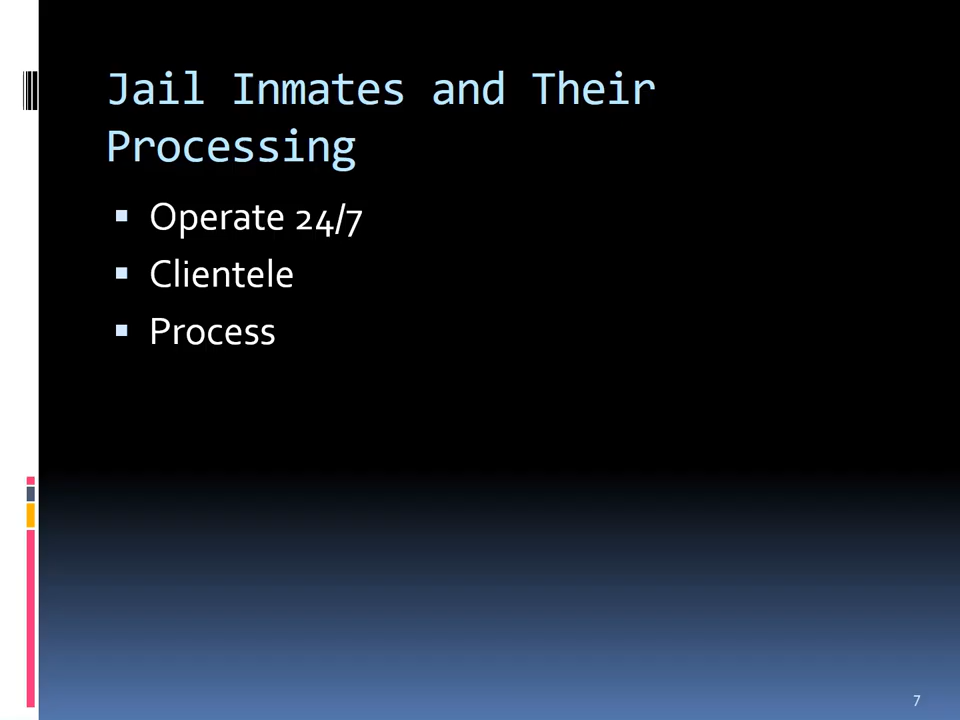 Jail Inmates and Their
Processing
▪ Operate 24/7
▪ Clientele
▪ Process
7